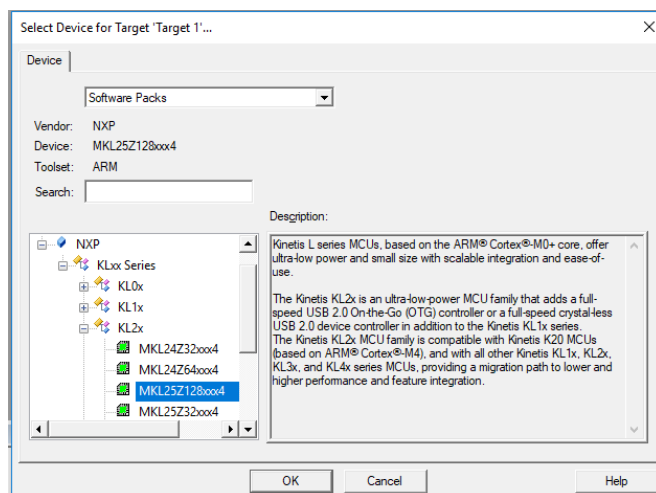 Select Device for Target 'Target 1'...
Device
Software Packs
Vendor: NXP
Device: MKL25Z128xxx4
Toolset: ARM
Search:
Description:
NXP
KLxx Series
KL0x
KL1x
KL2x
MKL24Z32xxx4
MKL24Z64xxx4
MKL25Z128xxx4
MKL25Z32xxx4
Kinetis L series MCUs, based on the ARM® Cortex®-M0+ core, offer
ultra-low power and small size with scalable integration and ease-of-
use.
The Kinetis KL2x is an ultra-low-power MCU family that adds a full-
speed USB 2.0 On-the-Go (OTG) controller or a full-speed crystal-less
USB 2.0 device controller in addition to the Kinetis KL1x series.
The Kinetis KL2x MCU family is compatible with Kinetis K20 MCUs
(based on ARM® Cortex®-M4), and with all other Kinetis KL1x, KL2x,
KL3x, and KL4x series MCUs, providing a migration path to lower and
higher performance and feature integration.
OK
Cancel
Help